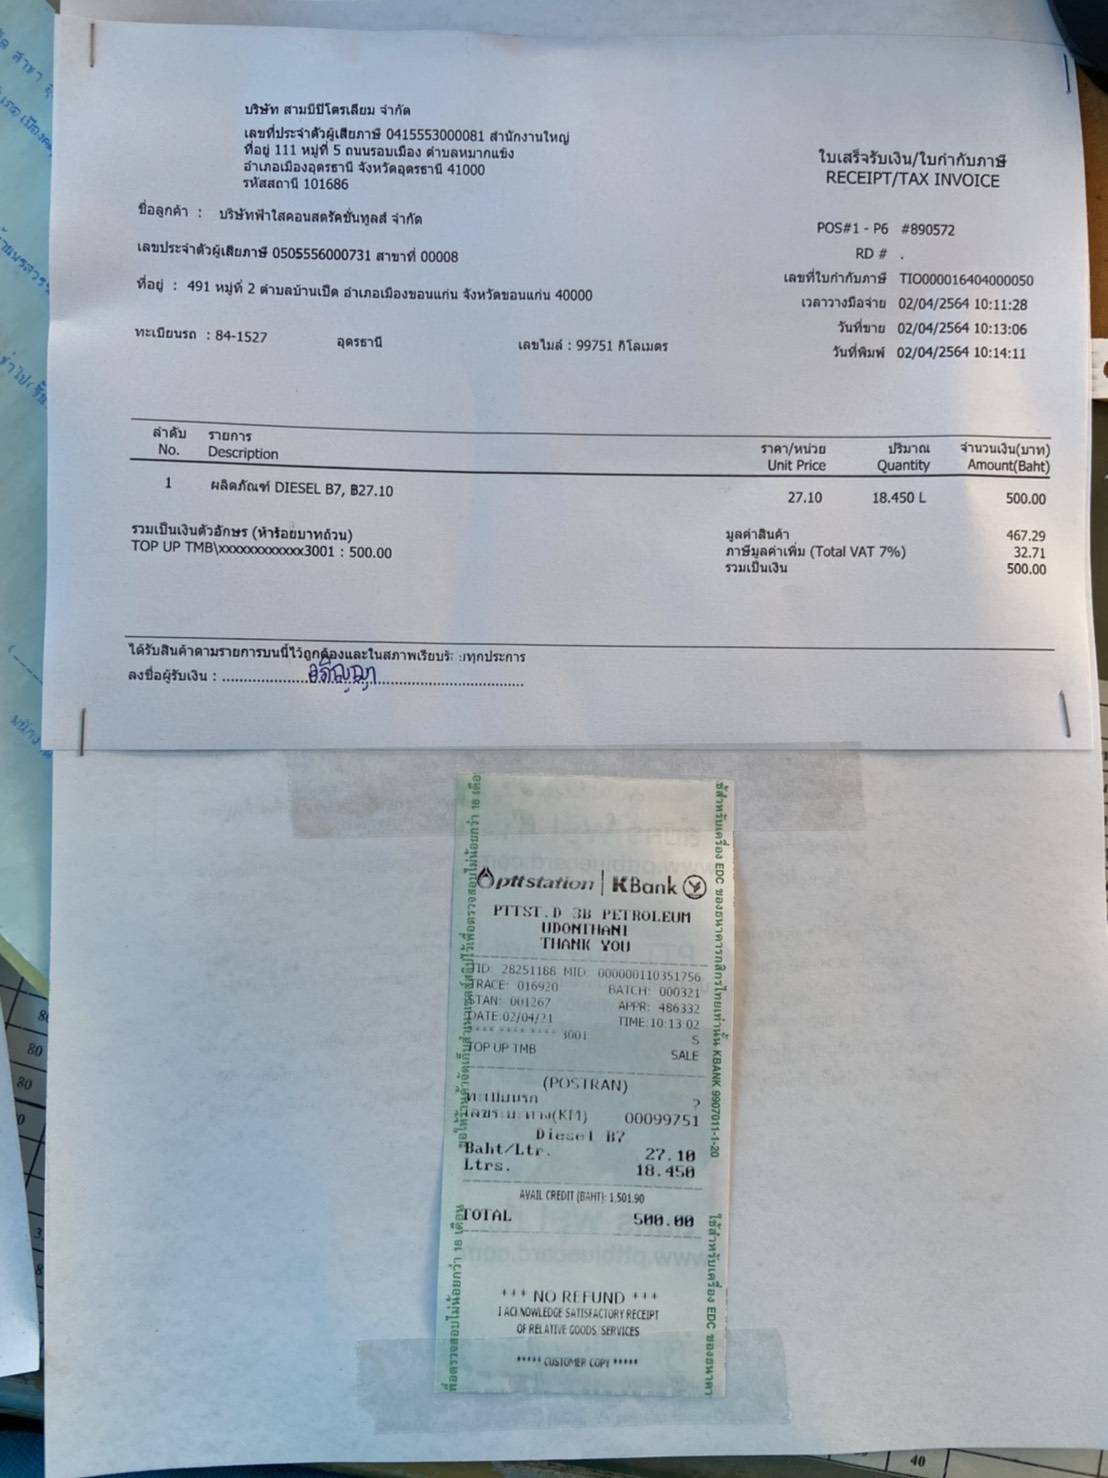 บริษัท สามบีปิโตรเลียม จำกัด
เลขที่ประจำตัวผู้เสียภาษี 0415553000081 สำนักงานใหญ่
ที่อยู่ 111 หมู่ที่ 5 ถนนรอบเมือง ตำบลหมากแข้ง
อำเภอเมืองอุดรธานี จังหวัดอุดรธานี 41000
รหัสสถานี 101686
ใบเสร็จรับเงิน/ใบกำกับภาษี
RECEIPT/TAX INVOICE
ชื่อลูกค้า : บริษัทฟ้าใสคอนสตรัคชั่นทูลส์ จำกัด
POS#1 - P6 #890572
เลขประจำตัวผู้เสียภาษี 0505556000731 สาขาที่ 00008
RD # .
ที่อยู่ : 491 หมู่ที่ 2 ตำบลบ้านเป็ด อำเภอเมืองขอนแก่น จังหวัดขอนแก่น 40000
เลขที่ใบกำกับภาษี TIO000016404000050
เวลาวางมือจ่าย 02/04/2564 10:11:28
วันที่ขาย 02/04/2564 10:13:06
วันที่พิมพ์ 02/04/2564 10:14:11
ทะเบียนรถ : 84-1527 อุดรธานี เลขไมล์ : 99751 กิโลเมตร
ลำดับ รายการ ราคา/หน่วย ปริมาณ จำนวนเงิน(บาท)
No. Description Unit Price Quantity Amount(Baht)
1 ผลิตภัณฑ์ DIESEL B7, ฿27.10 27.10 18.450 L 500.00
รวมเป็นเงินตัวอักษร (ห้าร้อยบาทถ้วน) มูลค่าสินค้า 467.29
TOP UP TMB\xxxxxxxxxxxx3001 : 500.00 ภาษีมูลค่าเพิ่ม (Total VAT 7%) 32.71
รวมเป็นเงิน 500.00
ได้รับสินค้าตามรายการบนนี้ไว้ถูกต้องและในสภาพเรียบร้ ทุกประการ
ลงชื่อผู้รับเงิน :
pttstation | KBank
PTTST.D 3B PETROLEUM
UDONTHANI
THANK YOU
TID: 28251188 MID: 000000110351756
TRACE: 016920 BATCH: 000321
STAN: 001267 APPR: 486332
DATE:02/04/21 TIME:10:13:02
**** **** **** 3001 S
TOP UP TMB SALE
(POSTRAN)
ทะเบียนรถ ?
เลขระยะทาง(KM) 00099751
Diesel B7
Baht/Ltr. 27.10
Ltrs. 18.450
AVAIL CREDIT (BAHT): 1,501.90
TOTAL 500.00
*** NO REFUND ***
I ACKNOWLEDGE SATISFACTORY RECEIPT
OF RELATIVE GOODS/SERVICES
***** CUSTOMER COPY *****
ใช้สำหรับเครื่อง EDC ของธนาคารกสิกรไทยเท่านั้น KBANK 9907011-1-20
ใช้สำหรับเครื่อง EDC ของธนาคา
80
80
40